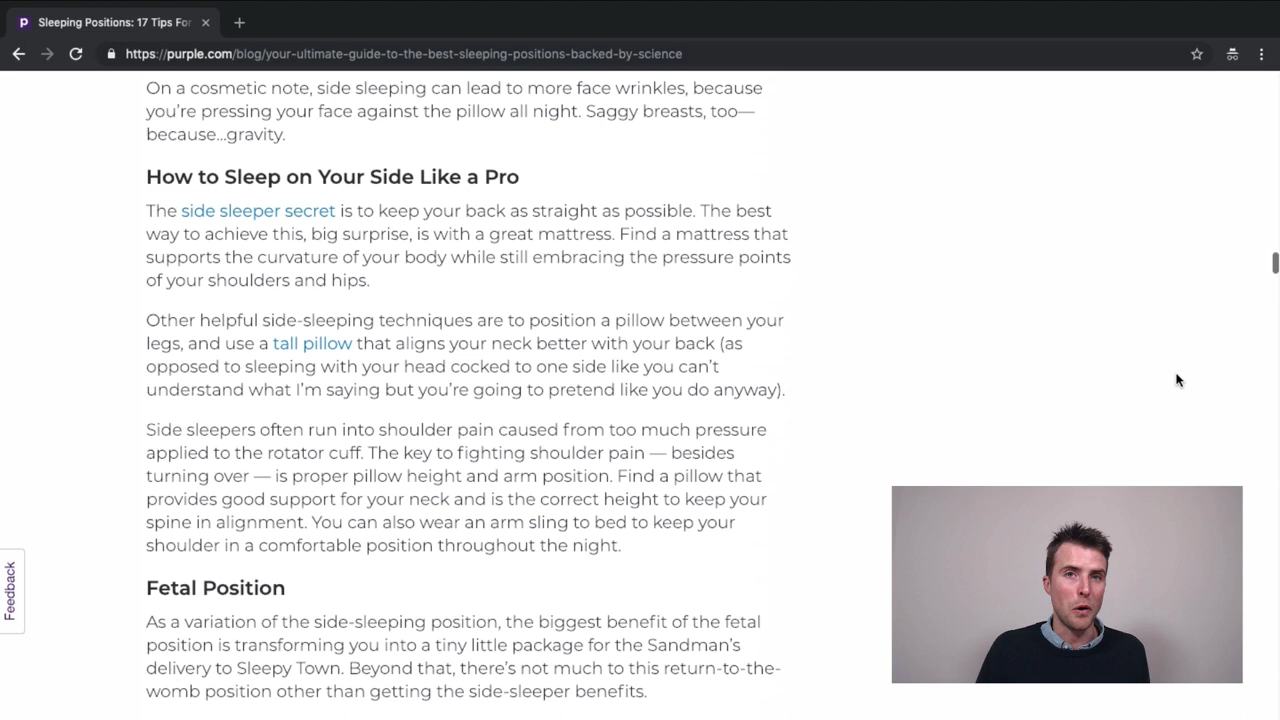 Sleeping Positions: 17 Tips For
https://purple.com/blog/your-ultimate-guide-to-the-best-sleeping-positions-backed-by-science
On a cosmetic note, side sleeping can lead to more face wrinkles, because
you’re pressing your face against the pillow all night. Saggy breasts, too—
because…gravity.
How to Sleep on Your Side Like a Pro
The side sleeper secret is to keep your back as straight as possible. The best
way to achieve this, big surprise, is with a great mattress. Find a mattress that
supports the curvature of your body while still embracing the pressure points
of your shoulders and hips.
Other helpful side-sleeping techniques are to position a pillow between your
legs, and use a tall pillow that aligns your neck better with your back (as
opposed to sleeping with your head cocked to one side like you can’t
understand what I’m saying but you’re going to pretend like you do anyway).
Side sleepers often run into shoulder pain caused from too much pressure
applied to the rotator cuff. The key to fighting shoulder pain — besides
turning over — is proper pillow height and arm position. Find a pillow that
provides good support for your neck and is the correct height to keep your
spine in alignment. You can also wear an arm sling to bed to keep your
shoulder in a comfortable position throughout the night.
Feedback
Fetal Position
As a variation of the side-sleeping position, the biggest benefit of the fetal
position is transforming you into a tiny little package for the Sandman’s
delivery to Sleepy Town. Beyond that, there’s not much to this return-to-the-
womb position other than getting the side-sleeper benefits.